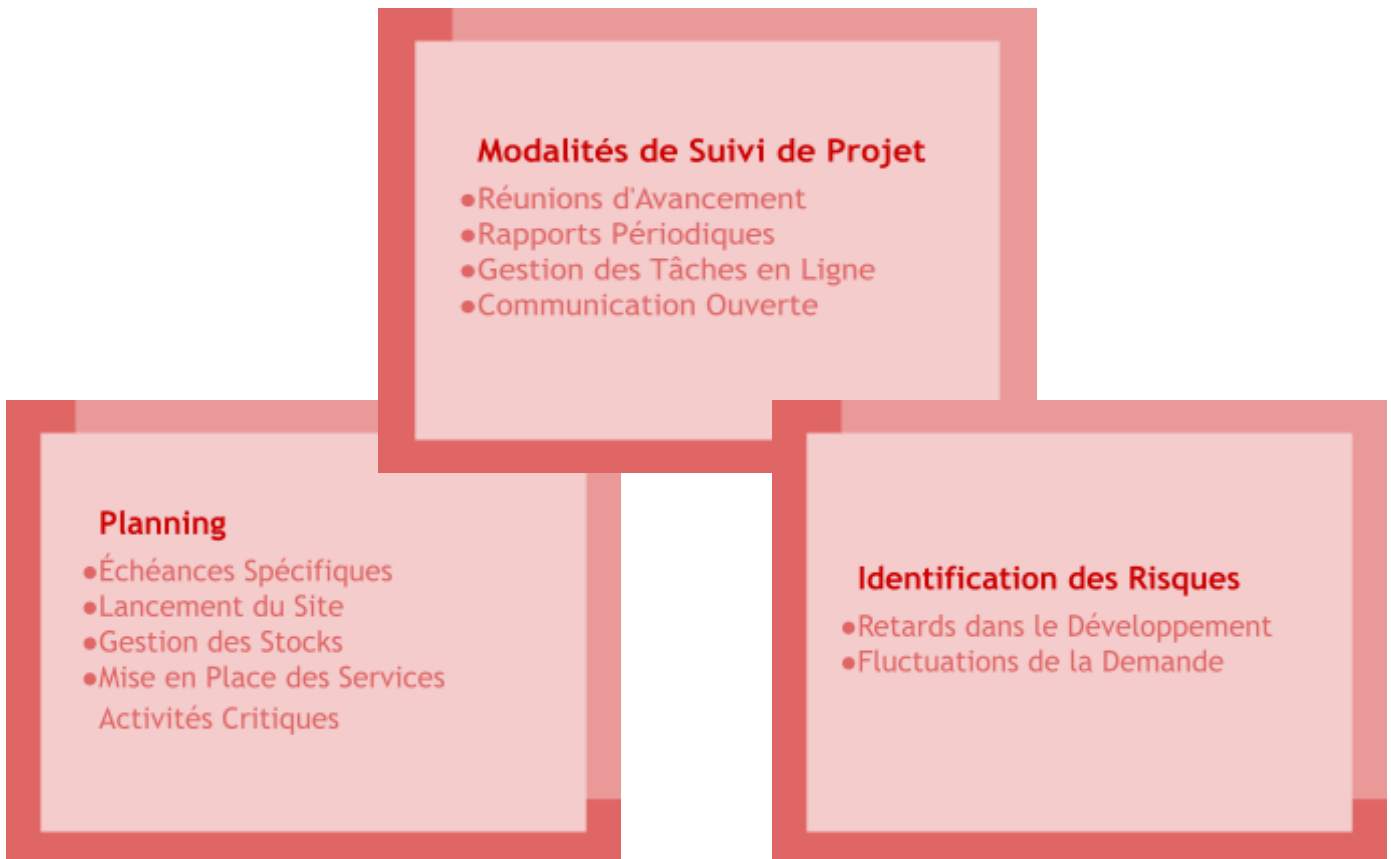 Modalités de Suivi de Projet
●Réunions d'Avancement
●Rapports Périodiques
●Gestion des Tâches en Ligne
●Communication Ouverte
Planning
●Échéances Spécifiques
●Lancement du Site
●Gestion des Stocks
●Mise en Place des Services
Activités Critiques
Identification des Risques
●Retards dans le Développement
●Fluctuations de la Demande